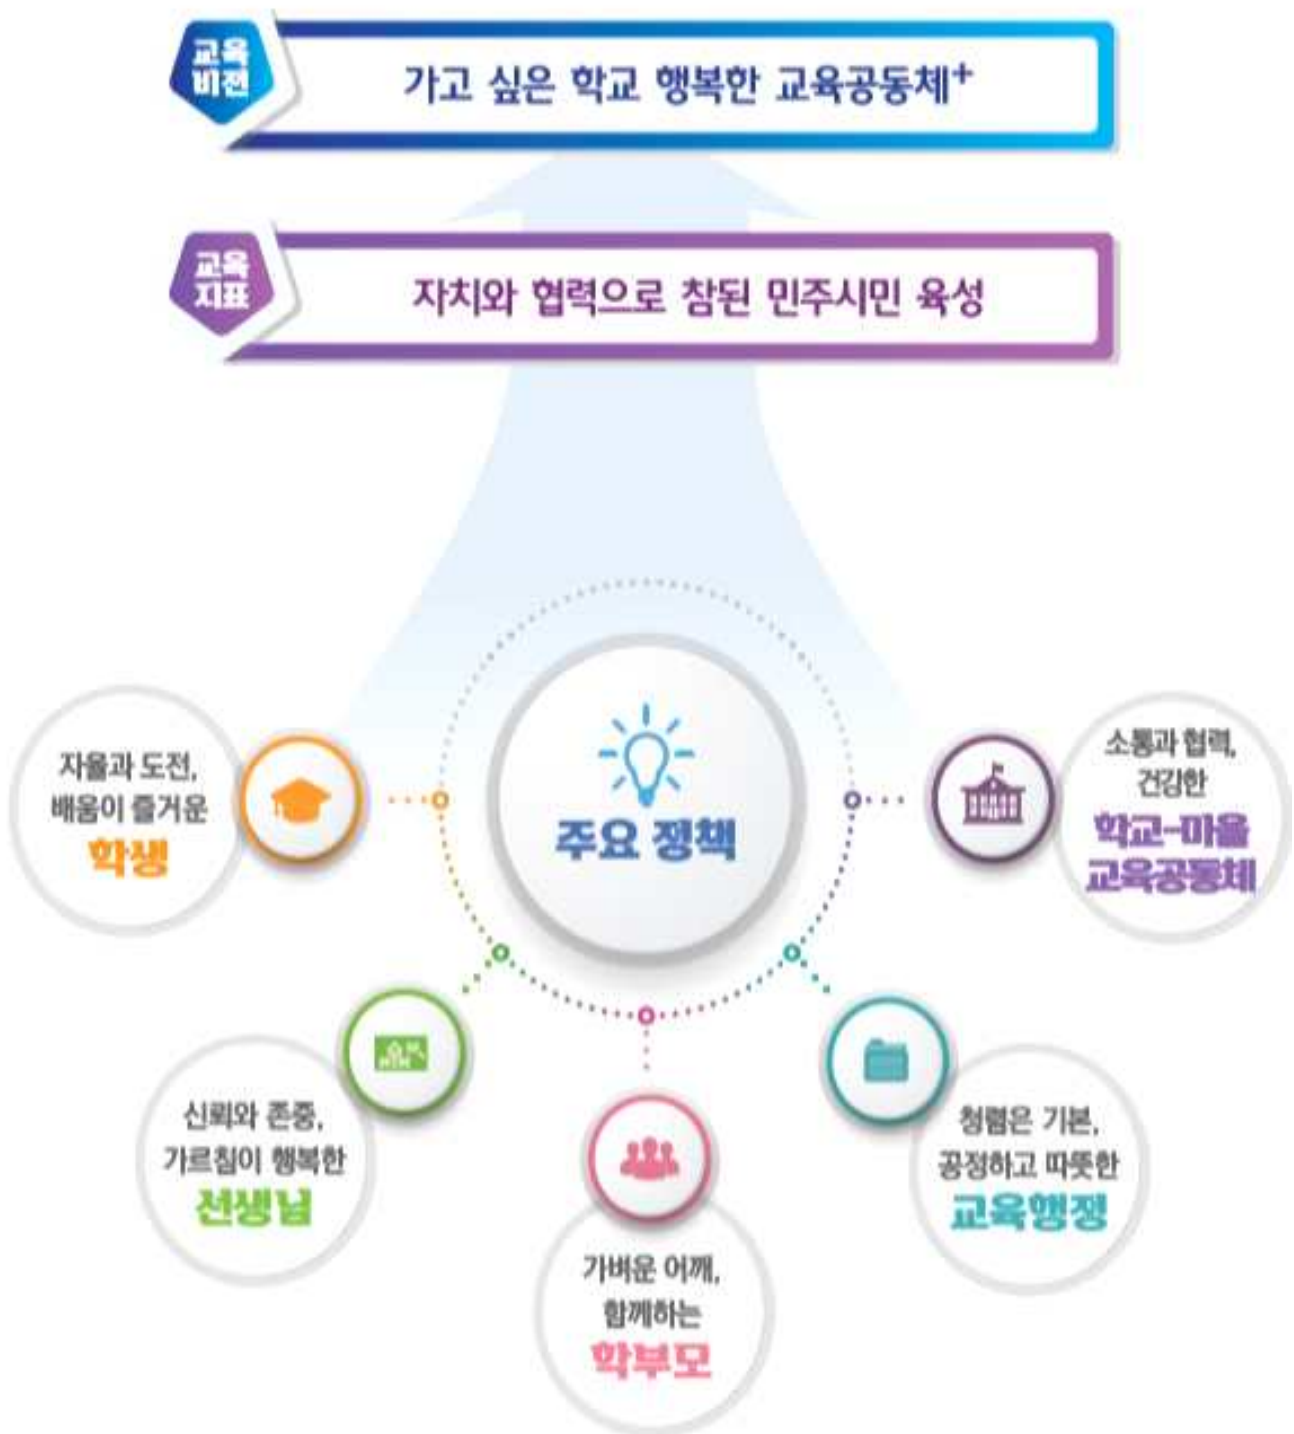 교육
비전
가고 싶은 학교 행복한 교육공동체+
교육
지표
자치와 협력으로 참된 민주시민 육성
주요 정책
자율과 도전,
배움이 즐거운
학생
신뢰와 존중,
가르침이 행복한
선생님
가벼운 어깨,
함께하는
학부모
청렴은 기본,
공정하고 따뜻한
교육행정
소통과 협력,
건강한
학교-마을
교육공동체